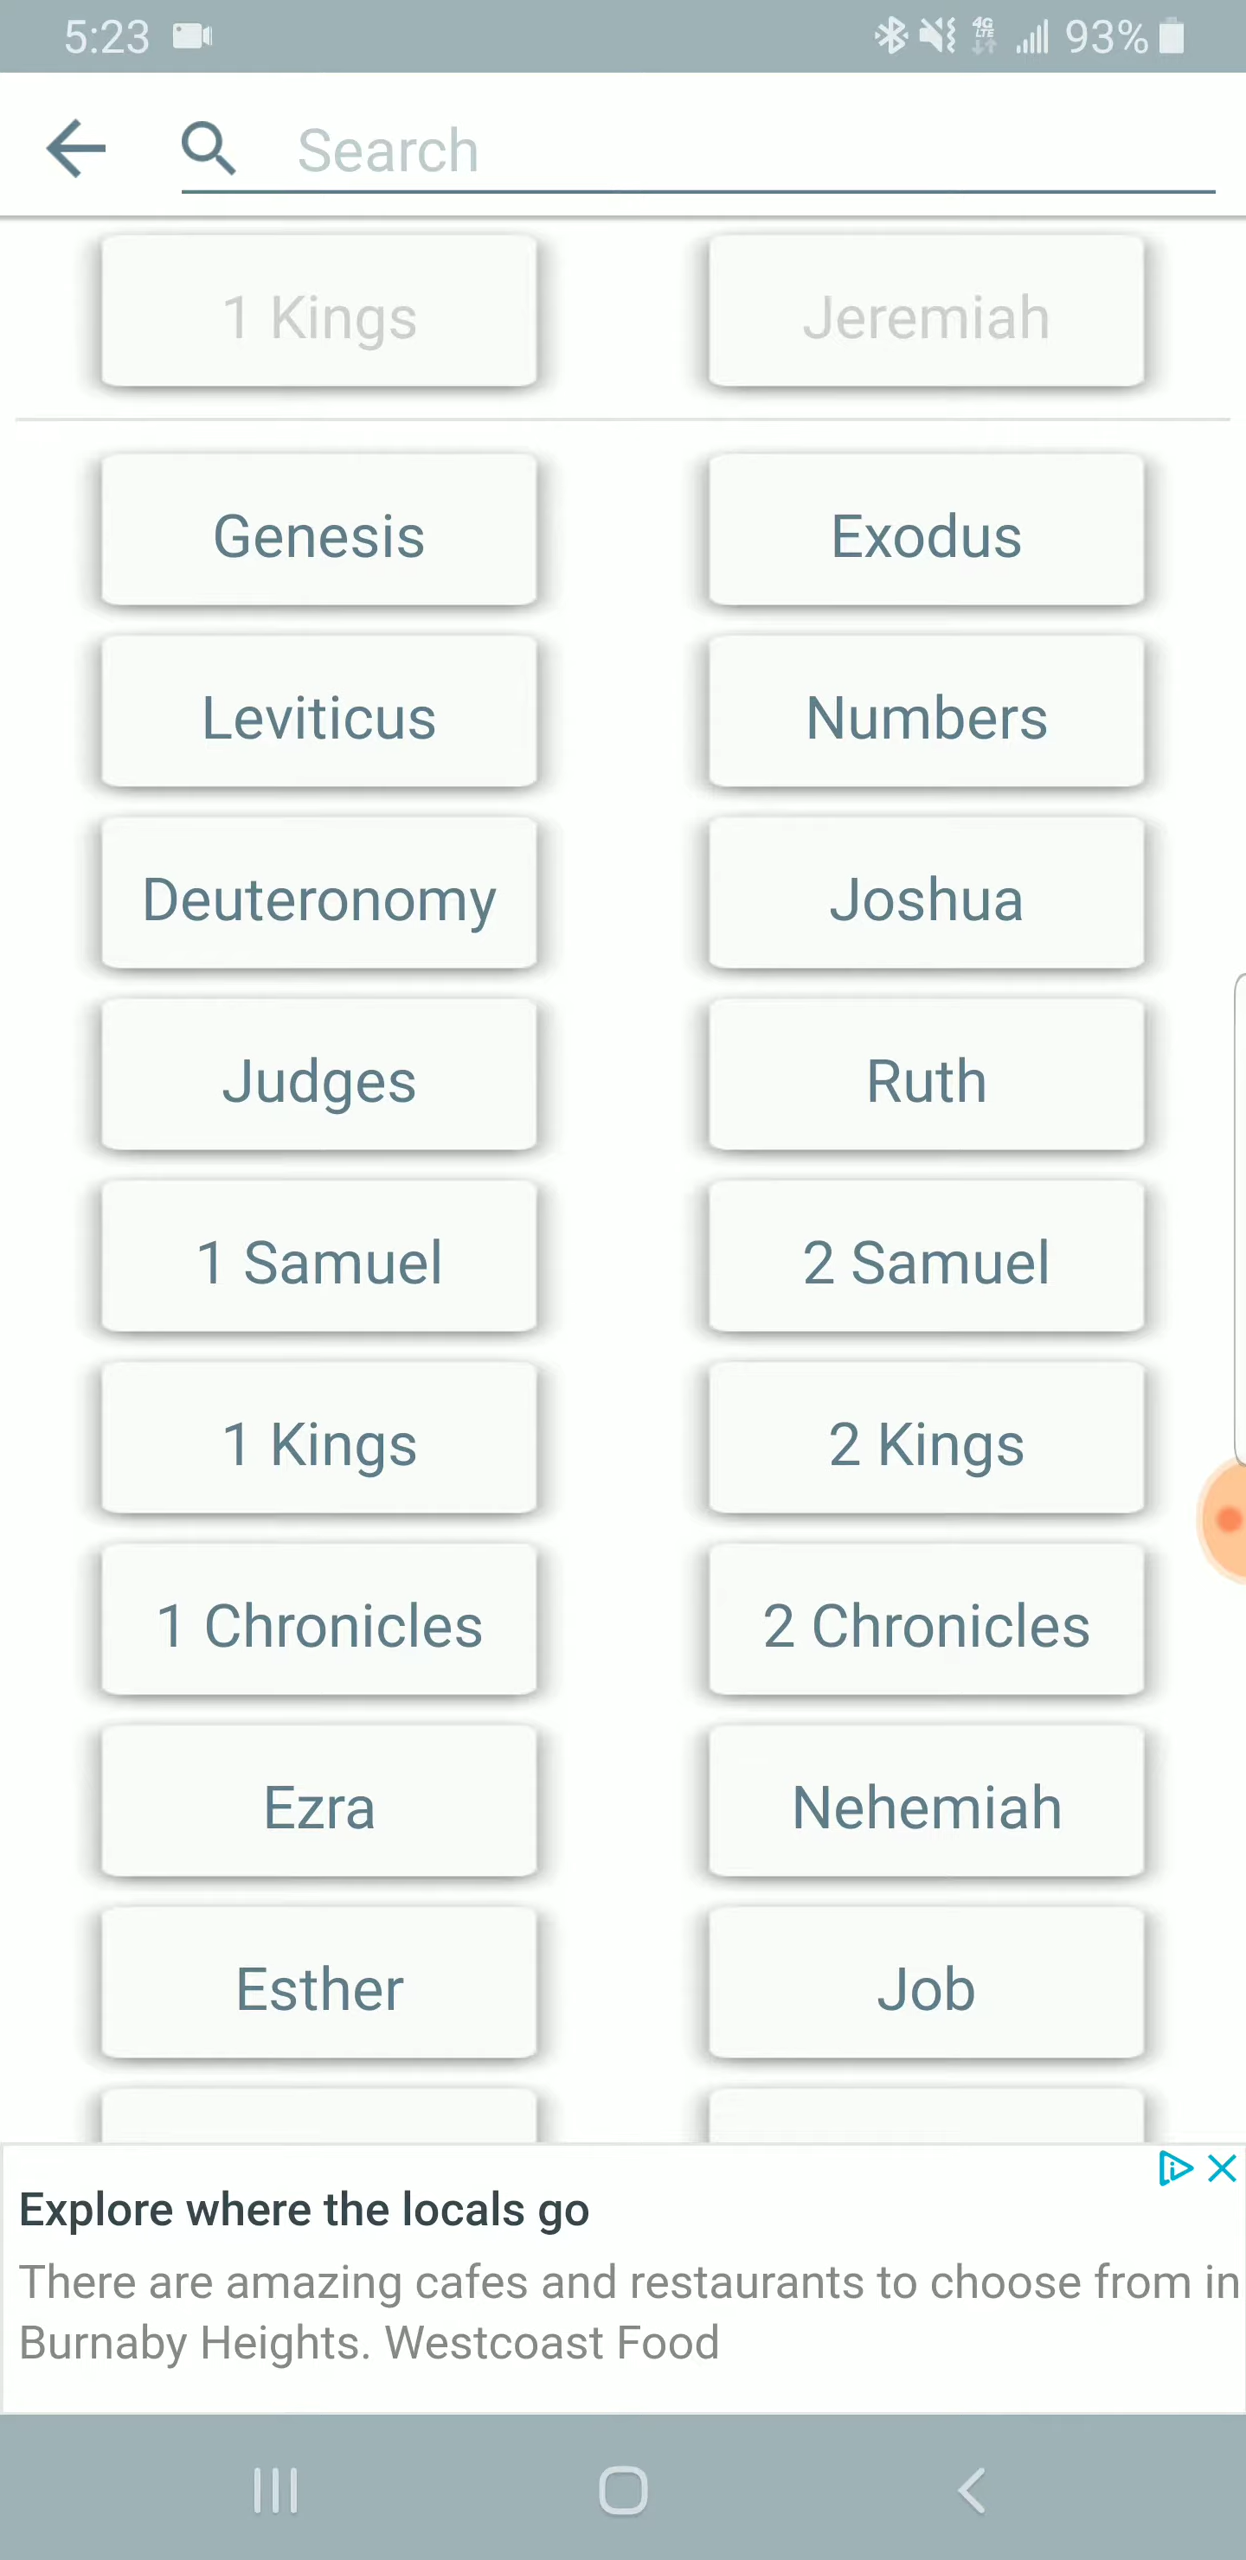 5:23 4G LTE 93%
Search
1 Kings Jeremiah
Genesis Exodus
Leviticus Numbers
Deuteronomy Joshua
Judges Ruth
1 Samuel 2 Samuel
1 Kings 2 Kings
1 Chronicles 2 Chronicles
Ezra Nehemiah
Esther Job
Explore where the locals go
There are amazing cafes and restaurants to choose from in
Burnaby Heights. Westcoast Food